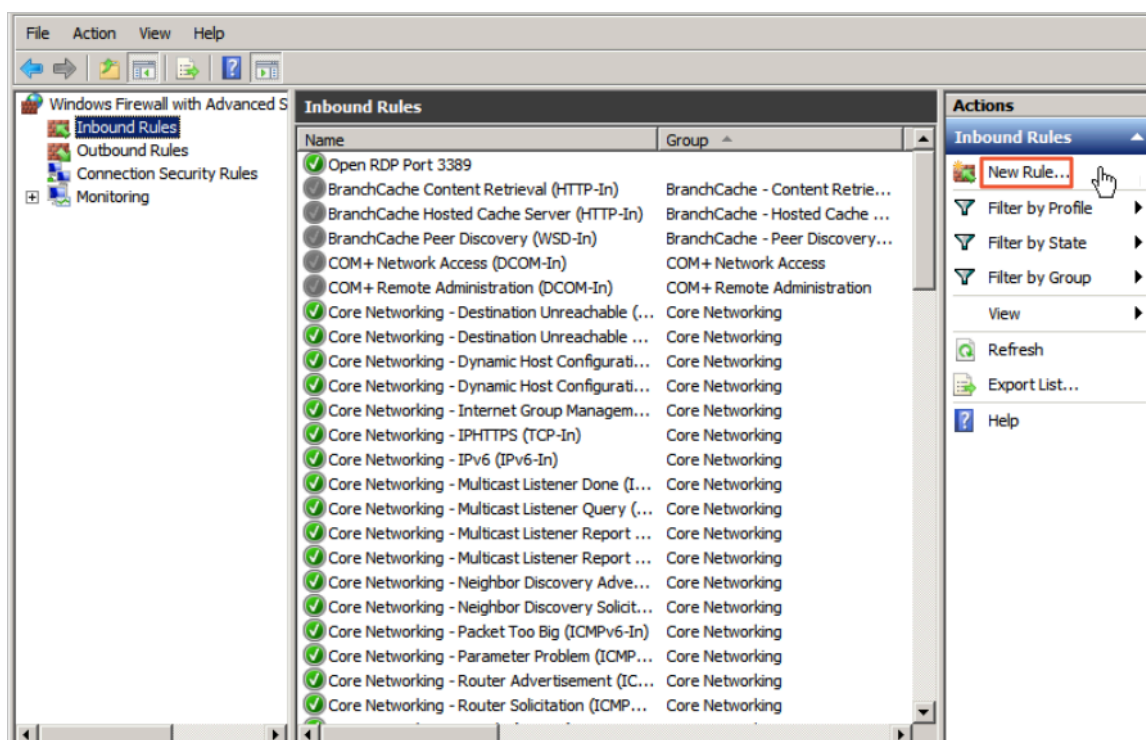 File Action View Help
Windows Firewall with Advanced S
Inbound Rules
Outbound Rules
Connection Security Rules
Monitoring
Inbound Rules
Name Group
Open RDP Port 3389
BranchCache Content Retrieval (HTTP-In) BranchCache - Content Retrie...
BranchCache Hosted Cache Server (HTTP-In) BranchCache - Hosted Cache ...
BranchCache Peer Discovery (WSD-In) BranchCache - Peer Discovery...
COM+ Network Access (DCOM-In) COM+ Network Access
COM+ Remote Administration (DCOM-In) COM+ Remote Administration
Core Networking - Destination Unreachable (... Core Networking
Core Networking - Destination Unreachable ... Core Networking
Core Networking - Dynamic Host Configurati... Core Networking
Core Networking - Dynamic Host Configurati... Core Networking
Core Networking - Internet Group Managem... Core Networking
Core Networking - IPHTTPS (TCP-In) Core Networking
Core Networking - IPv6 (IPv6-In) Core Networking
Core Networking - Multicast Listener Done (I... Core Networking
Core Networking - Multicast Listener Query (... Core Networking
Core Networking - Multicast Listener Report ... Core Networking
Core Networking - Multicast Listener Report ... Core Networking
Core Networking - Neighbor Discovery Adve... Core Networking
Core Networking - Neighbor Discovery Solicit... Core Networking
Core Networking - Packet Too Big (ICMPv6-In) Core Networking
Core Networking - Parameter Problem (ICMP... Core Networking
Core Networking - Router Advertisement (IC... Core Networking
Core Networking - Router Solicitation (ICMP... Core Networking
Actions
Inbound Rules
New Rule...
Filter by Profile
Filter by State
Filter by Group
View
Refresh
Export List...
Help